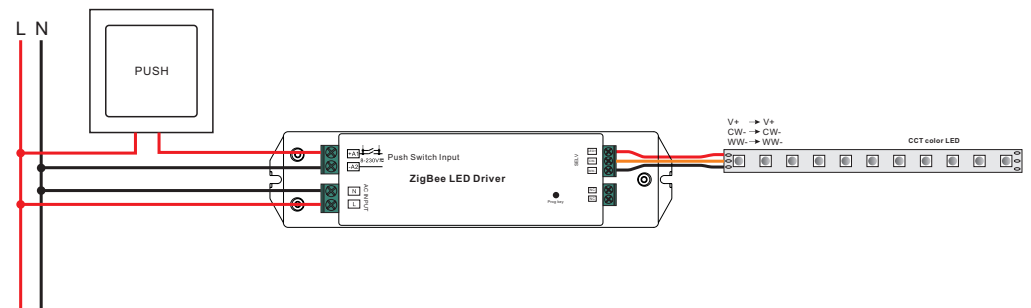 L N
PUSH
+A1
8-230V
-A2
Push Switch Input
ZigBee LED Driver
N
L
AC INPUT
Prog key
V+ → V+
CW- → CW-
WW- → WW-
CCT color LED